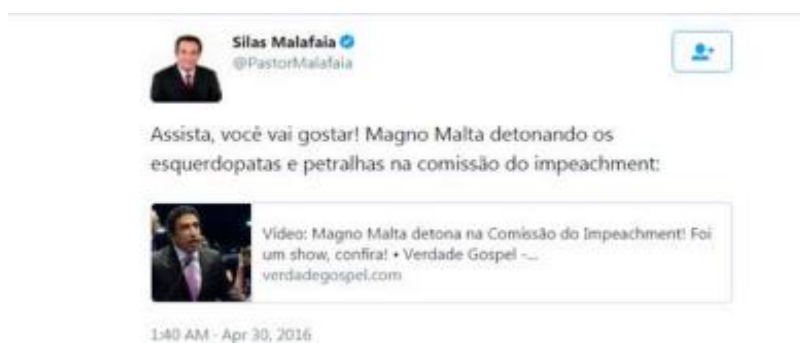 Silas Malafaia
@PastorMalafaia
Assista, você vai gostar! Magno Malta detonando os
esquerdopatas e petralhas na comissão do impeachment:
Vídeo: Magno Malta detona na Comissão do Impeachment! Foi
um show, confira! • Verdade Gospel -...
verdadegospel.com
1:40 AM - Apr 30, 2016